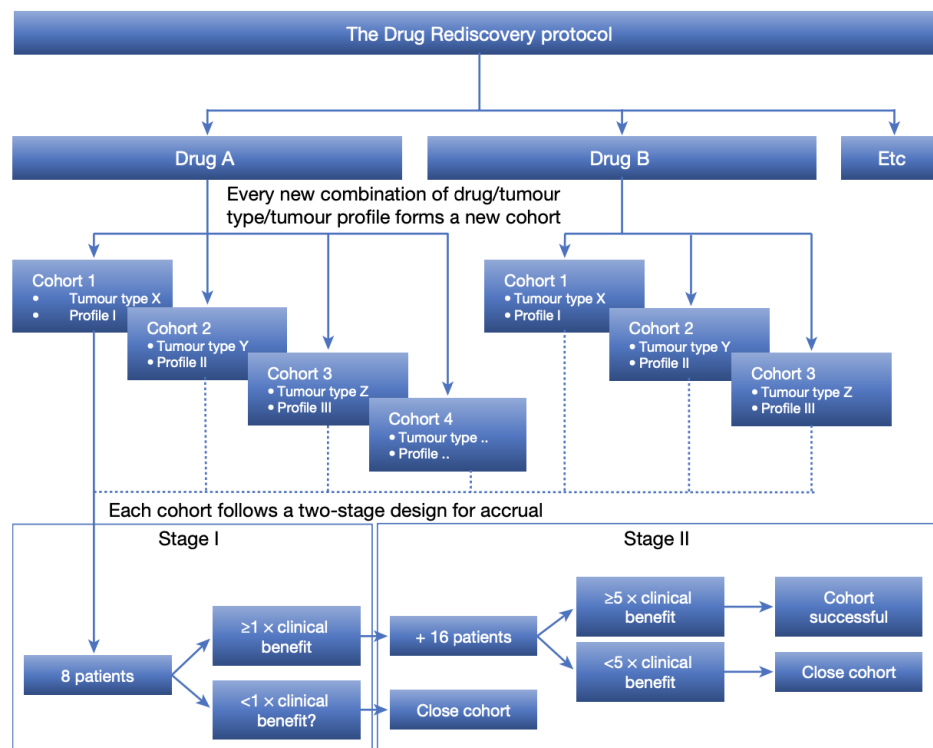 The Drug Rediscovery protocol
Drug A
Drug B
Etc
Every new combination of drug/tumour
type/tumour profile forms a new cohort
Cohort 1
• Tumour type X
• Profile I
Cohort 2
• Tumour type Y
• Profile II
Cohort 3
• Tumour type Z
• Profile III
Cohort 4
• Tumour type ..
• Profile ..
Cohort 1
• Tumour type X
• Profile I
Cohort 2
• Tumour type Y
• Profile II
Cohort 3
• Tumour type Z
• Profile III
Each cohort follows a two-stage design for accrual
Stage I
8 patients
≥1 × clinical
benefit
<1 × clinical
benefit?
Stage II
+ 16 patients
Close cohort
≥5 × clinical
benefit
<5 × clinical
benefit
Cohort
successful
Close cohort